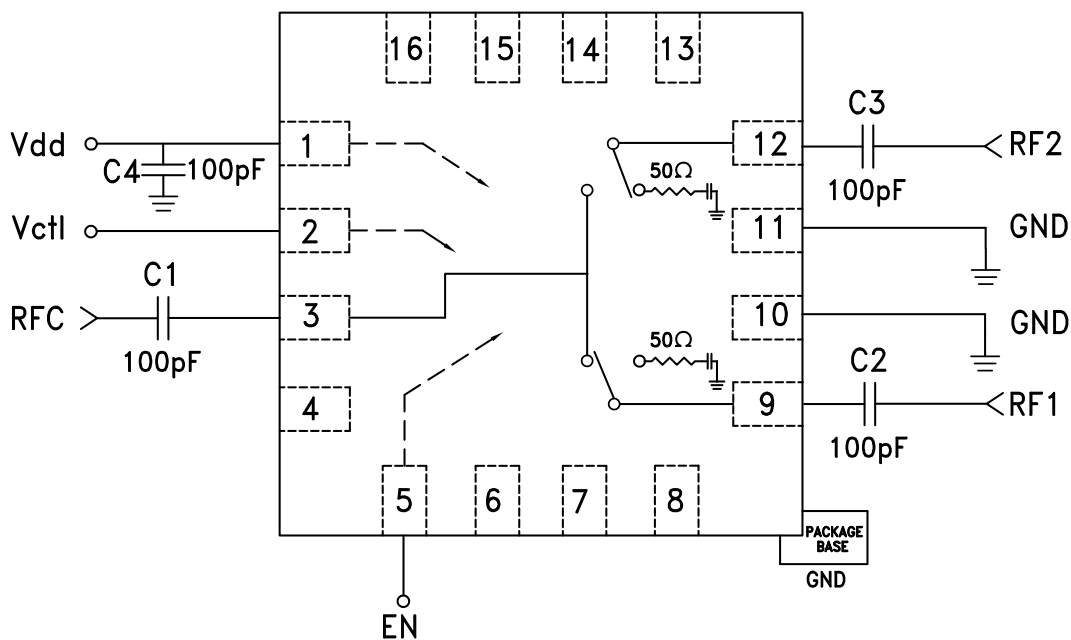 16 15 14 13
C3
Vdd
1
12
RF2
C4
100pF
50Ω
100pF
Vctl
2
11
GND
C1
RFC
3
10
GND
100pF
50Ω
C2
4
9
RF1
100pF
5 6 7 8
PACKAGE
BASE
GND
EN